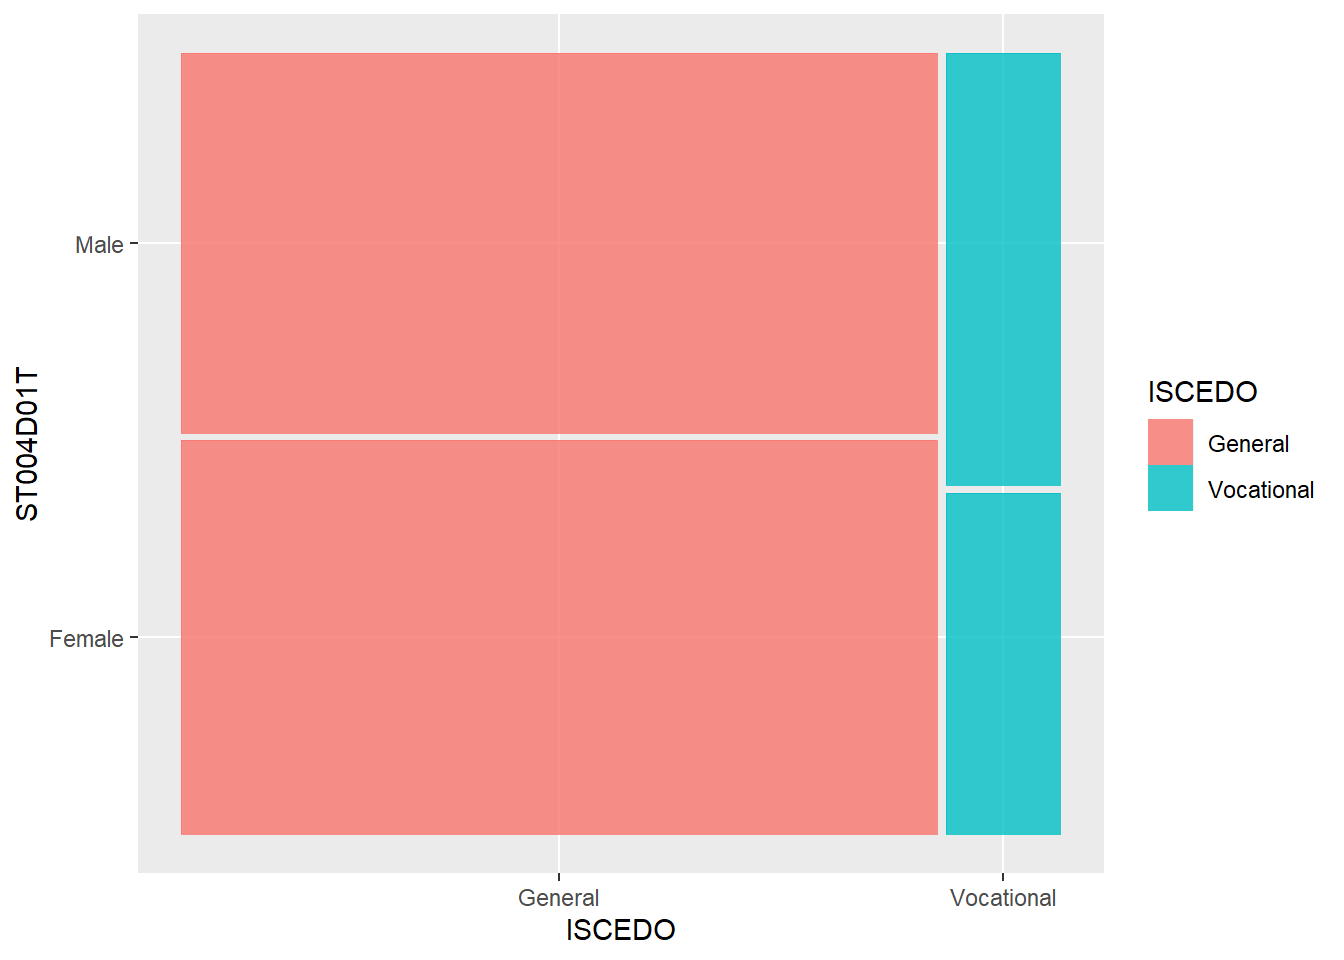 Male
Female
ST004D01T
General
Vocational
ISCEDO
ISCEDO
General
Vocational